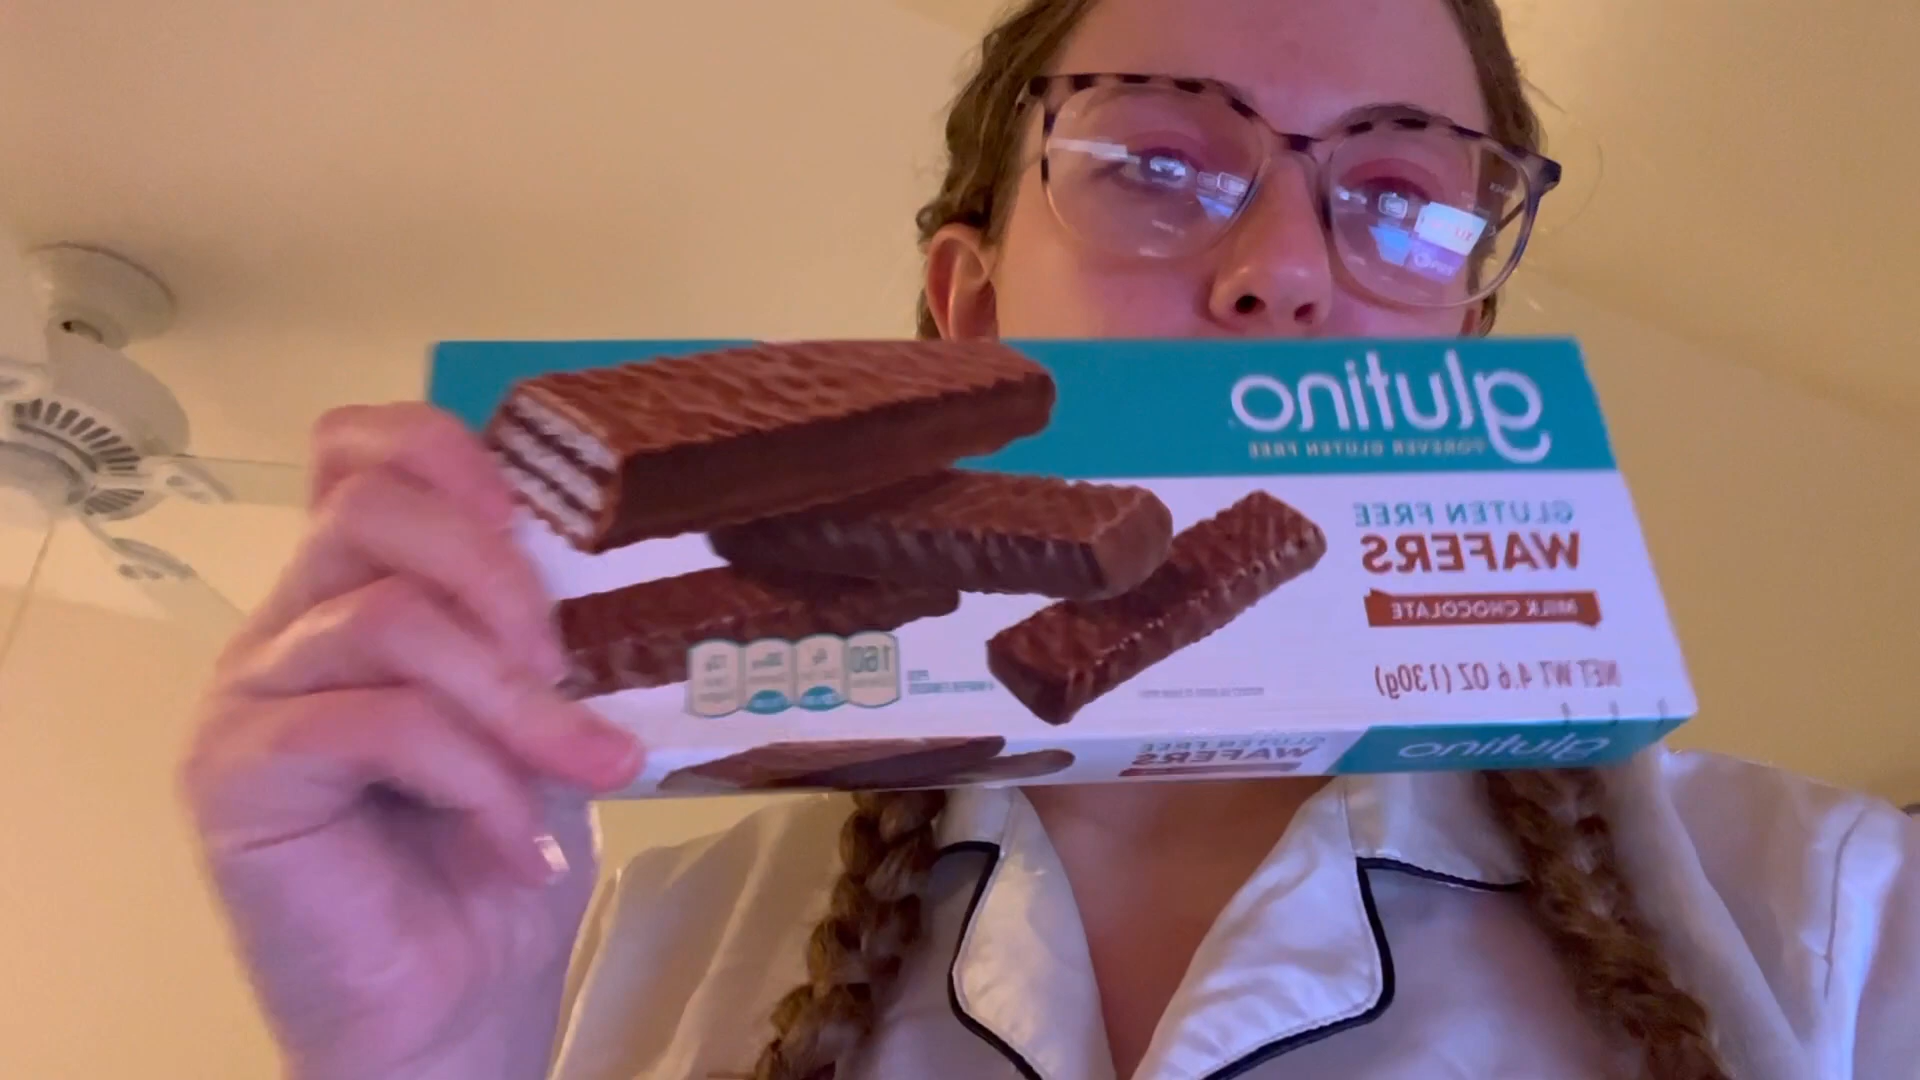 glutino
FOREVER GLUTEN FREE
GLUTEN FREE
WAFERS
MILK CHOCOLATE
NET WT 4.6 OZ (130g)
160
GLUTEN FREE
WAFERS
glutino